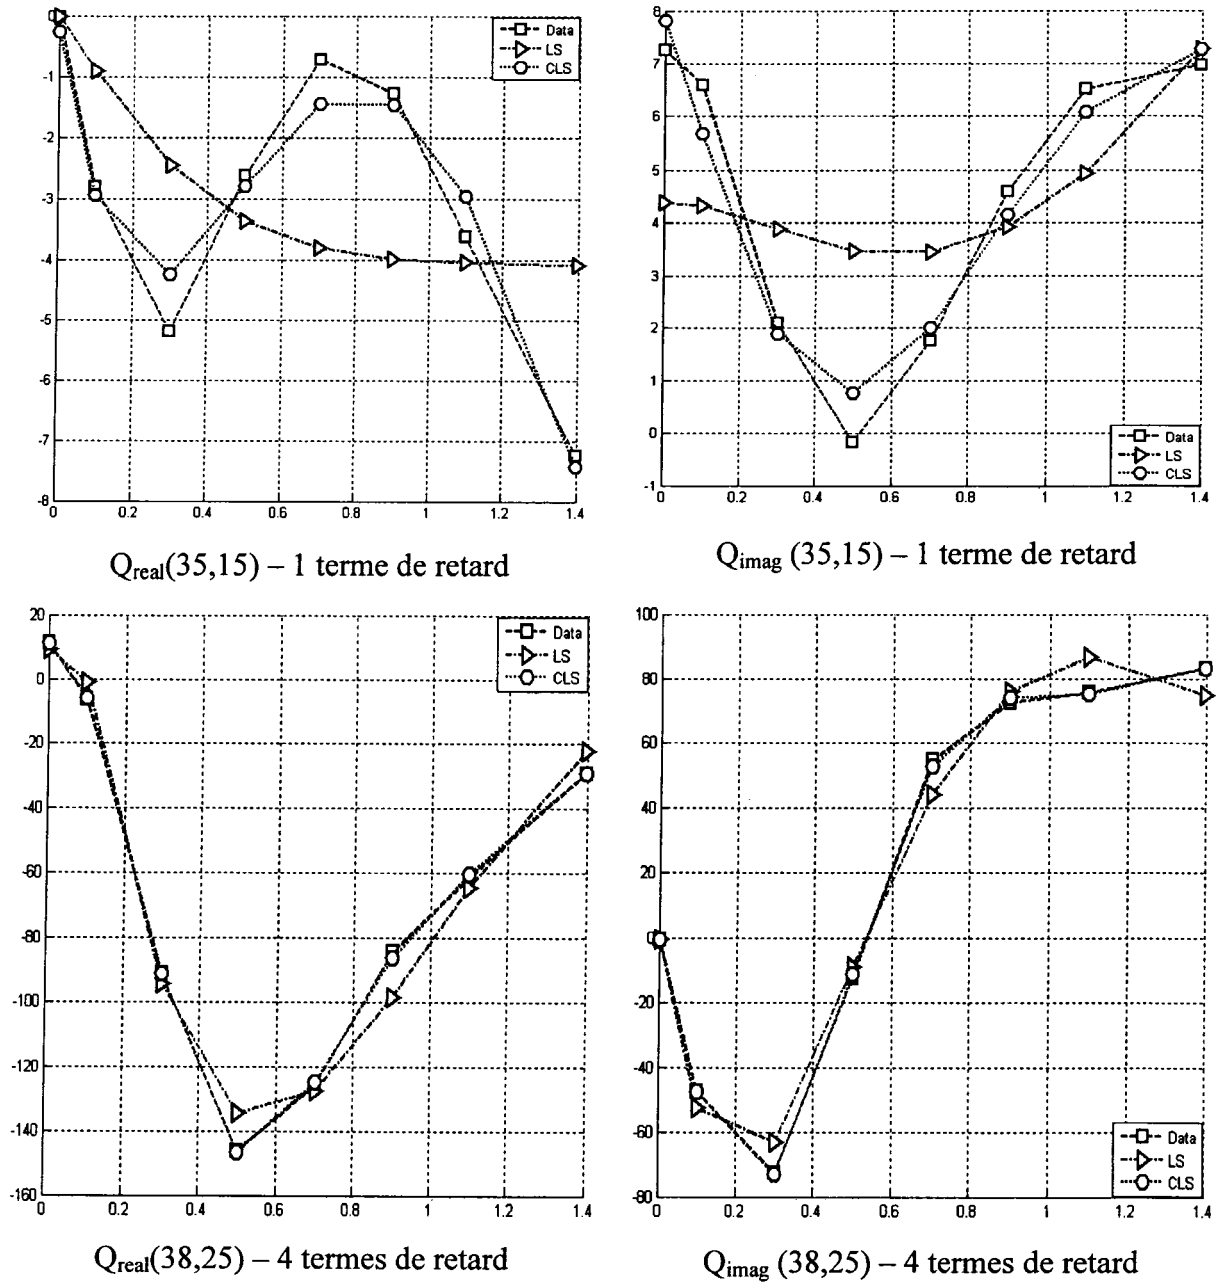 0
-1
-2
-3
-4
-5
-6
-7
-8
0 0.2 0.4 0.6 0.8 1 1.2 1.4
Data
LS
CLS
Q_real(35,15) – 1 terme de retard
8
7
6
5
4
3
2
1
0
-1
0 0.2 0.4 0.6 0.8 1 1.2 1.4
Data
LS
CLS
Q_imag (35,15) – 1 terme de retard
20
0
-20
-40
-60
-80
-100
-120
-140
-160
0 0.2 0.4 0.6 0.8 1 1.2 1.4
Data
LS
CLS
Q_real(38,25) – 4 termes de retard
100
80
60
40
20
0
-20
-40
-60
-80
0 0.2 0.4 0.6 0.8 1 1.2 1.4
Data
LS
CLS
Q_imag (38,25) – 4 termes de retard